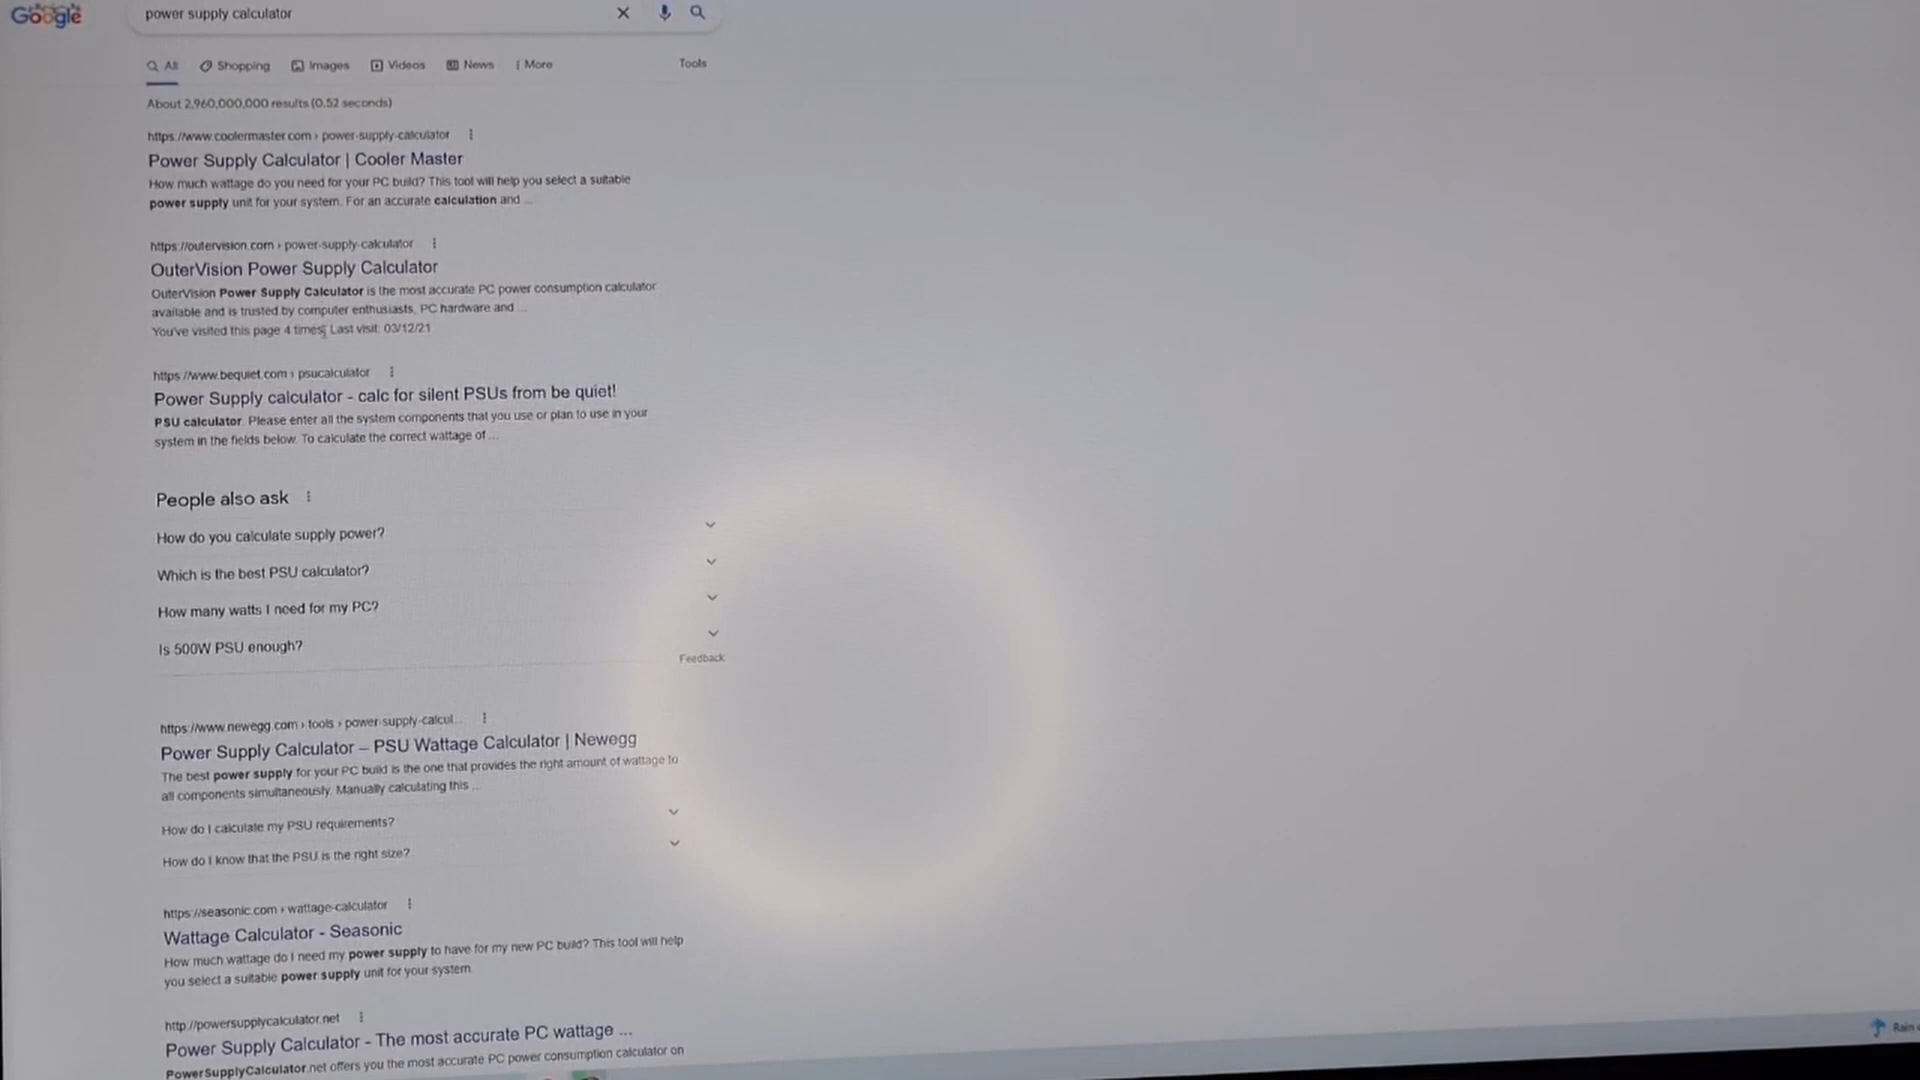 Google
power supply calculator
All Shopping Images Videos News More Tools
About 2,960,000,000 results (0.52 seconds)
https://www.coolermaster.com › power-supply-calculator
Power Supply Calculator | Cooler Master
How much wattage do you need for your PC build? This tool will help you select a suitable
power supply unit for your system. For an accurate calculation and ...
https://outervision.com › power-supply-calculator
OuterVision Power Supply Calculator
OuterVision Power Supply Calculator is the most accurate PC power consumption calculator
available and is trusted by computer enthusiasts, PC hardware and ...
You've visited this page 4 times. Last visit: 03/12/21
https://www.bequiet.com › psucalculator
Power Supply calculator - calc for silent PSUs from be quiet!
PSU calculator. Please enter all the system components that you use or plan to use in your
system in the fields below. To calculate the correct wattage of ...
People also ask
How do you calculate supply power?
Which is the best PSU calculator?
How many watts I need for my PC?
Is 500W PSU enough?
Feedback
https://www.newegg.com › tools › power-supply-calcul...
Power Supply Calculator – PSU Wattage Calculator | Newegg
The best power supply for your PC build is the one that provides the right amount of wattage to
all components simultaneously. Manually calculating this ...
How do I calculate my PSU requirements?
How do I know that the PSU is the right size?
https://seasonic.com › wattage-calculator
Wattage Calculator - Seasonic
How much wattage do I need my power supply to have for my new PC build? This tool will help
you select a suitable power supply unit for your system.
http://powersupplycalculator.net
Power Supply Calculator - The most accurate PC wattage ...
PowerSupplyCalculator.net offers you the most accurate PC power consumption calculator on
Rain